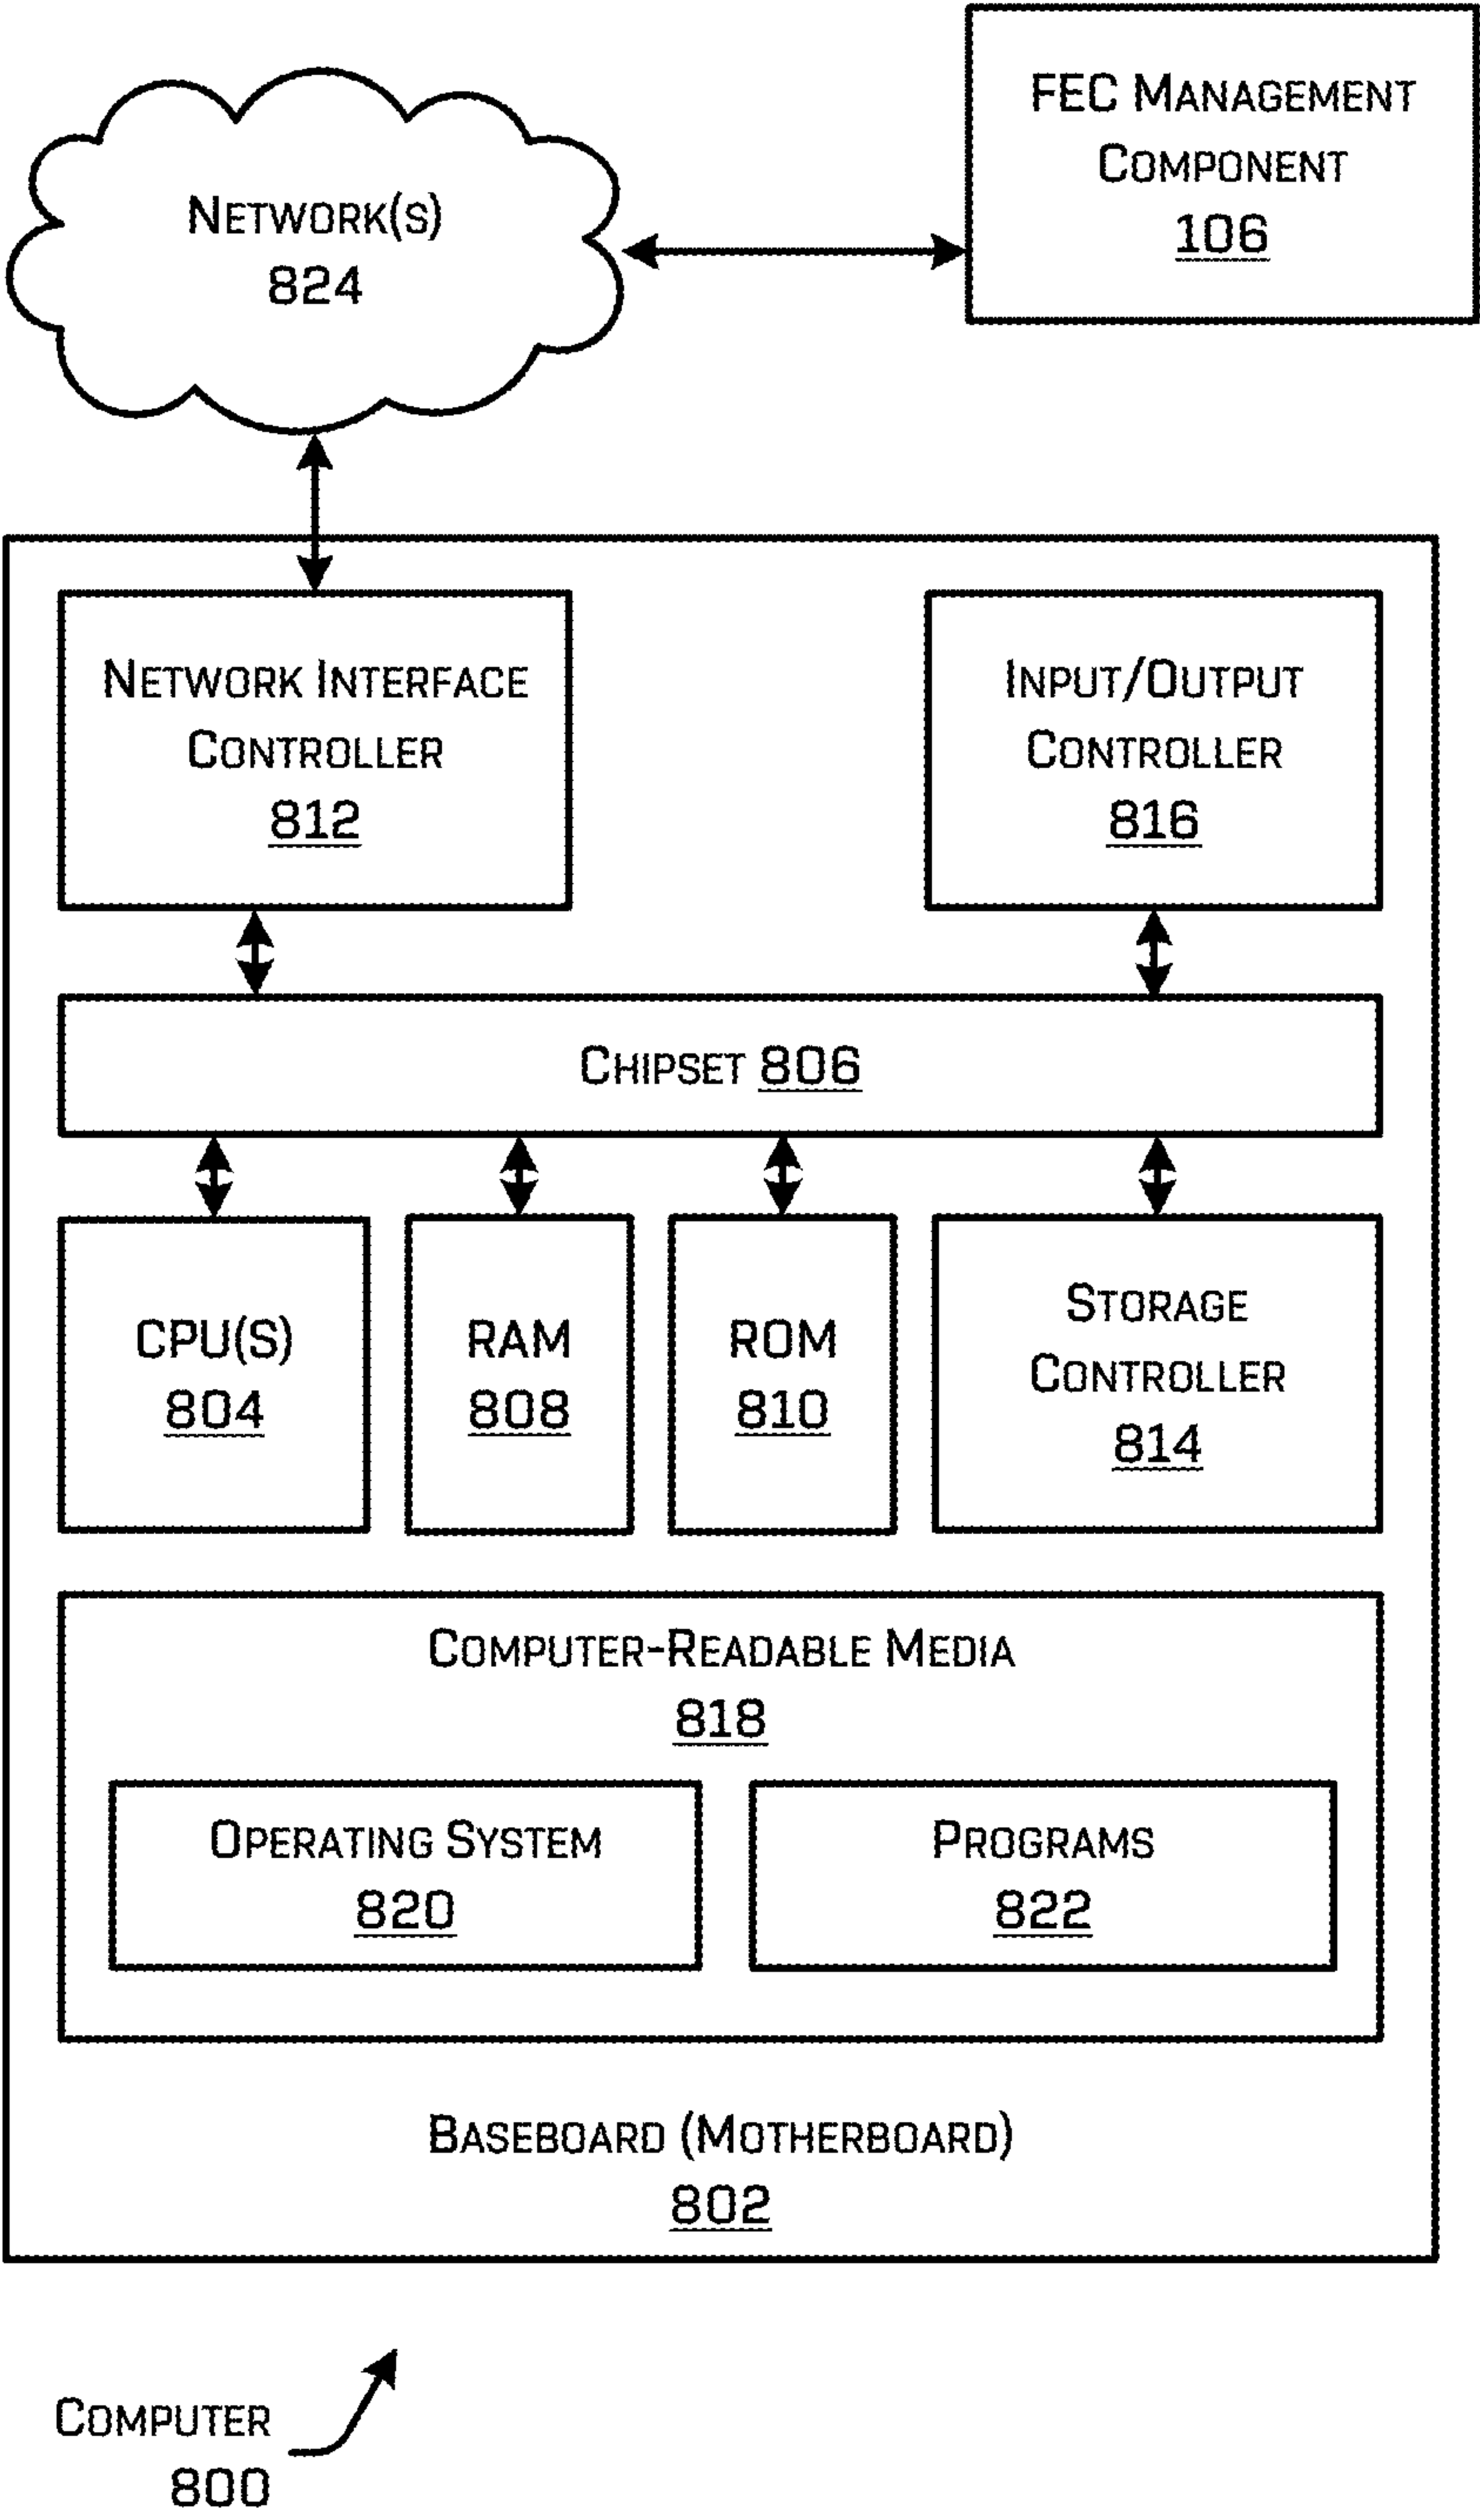 FEC Management
Component
106
Network(s)
824
Network Interface
Controller
812
Input/Output
Controller
816
Chipset 806
CPU(s)
804
RAM
808
ROM
810
Storage
Controller
814
Computer-Readable Media
818
Operating System
820
Programs
822
Baseboard (Motherboard)
802
Computer
800